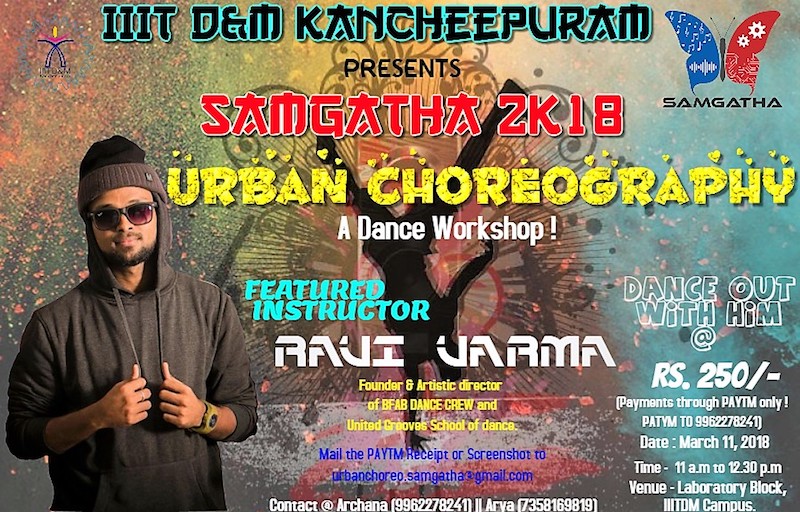 IIIT D&M KANCHEEPURAM
PRESENTS
SAMGATHA
SAMGATHA 2K18
URBAN CHOREOGRAPHY
A Dance Workshop !
FEATURED
INSTRUCTOR
RAVI VARMA
Founder & Artistic director
of BFAB DANCE CREW and
United Grooves School of dance.
Mail the PAYTM Receipt or Screenshot to
urbanchoreo.samgatha@gmail.com
DANCE OUT
WITH HIM
@
RS. 250/-
(Payments through PAYTM only !
PATYM TO 9962278241)
Date : March 11, 2018
Time - 11 a.m to 12.30 p.m
Venue - Laboratory Block,
IIITDM Campus.
Contact @ Archana (9962278241) || Arya (7358169819)